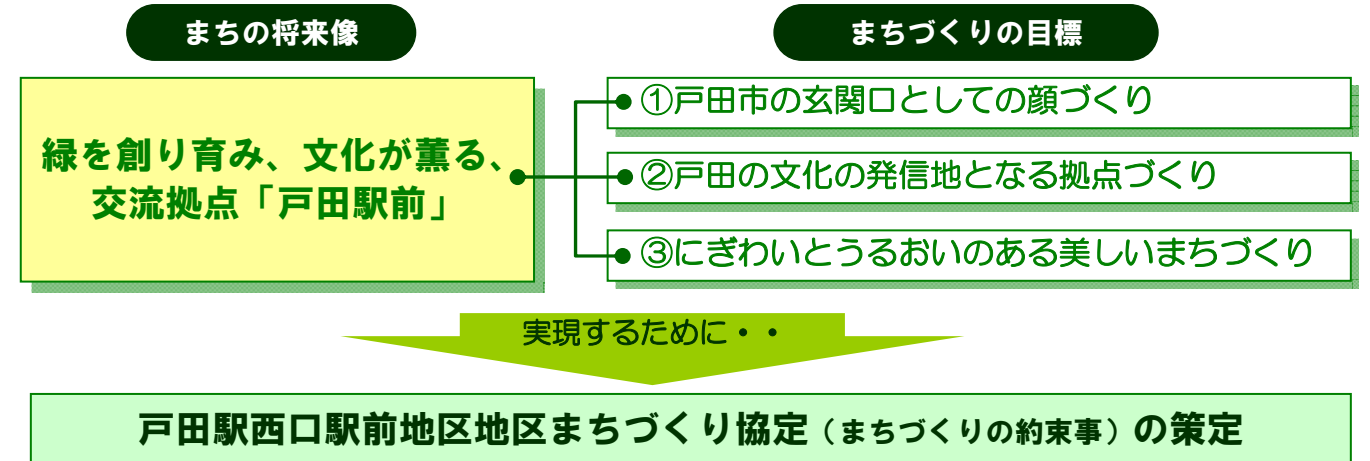 まちの将来像
まちづくりの目標
緑を創り育み、文化が薫る、
交流拠点「戸田駅前」
①戸田市の玄関口としての顔づくり
②戸田の文化の発信地となる拠点づくり
③にぎわいとうるおいのある美しいまちづくり
実現するために・・
戸田駅西口駅前地区地区まちづくり協定（まちづくりの約束事）の策定